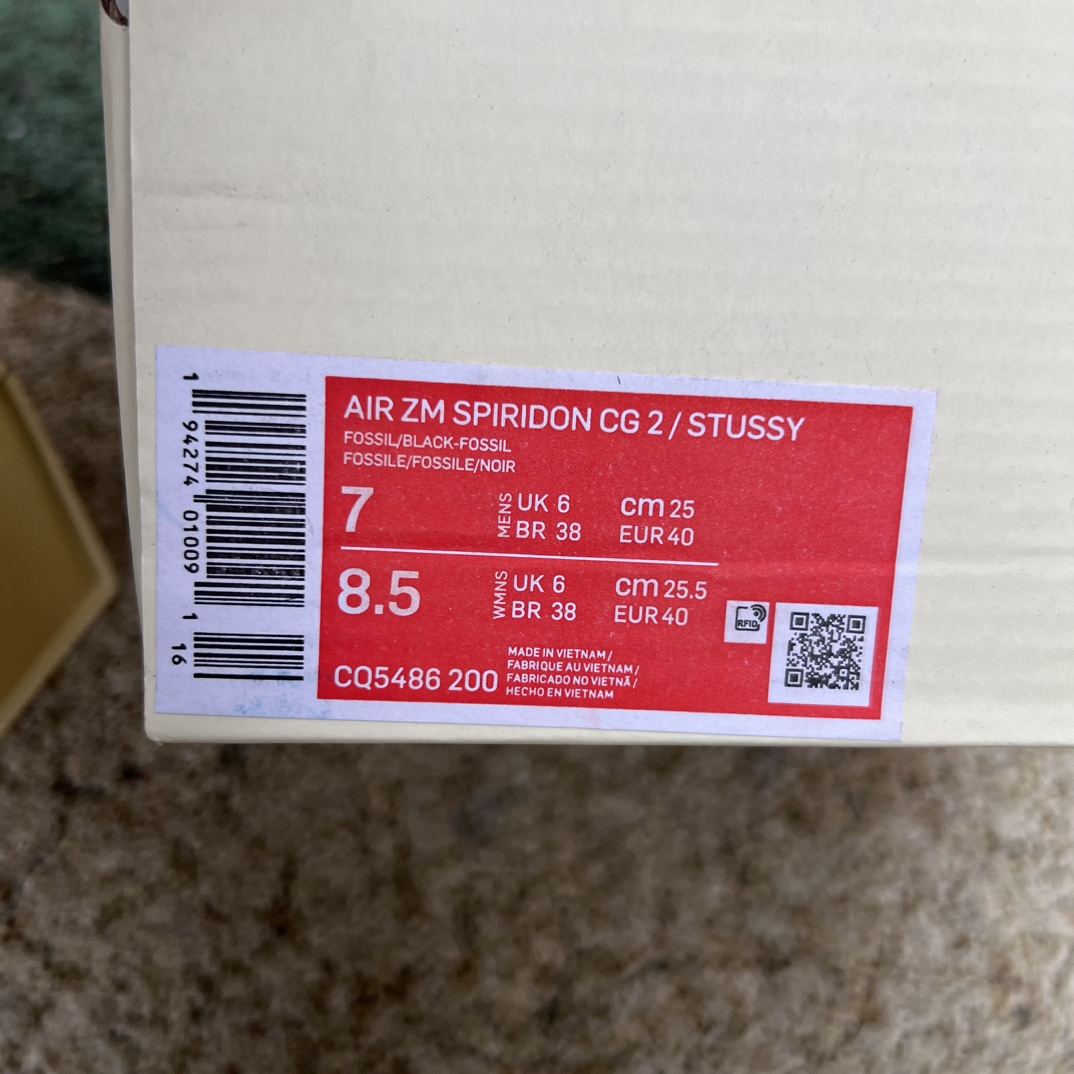 AIR ZM SPIRIDON CG 2 / STUSSY
FOSSIL/BLACK-FOSSIL
FOSSILE/FOSSILE/NOIR
7
MENS
UK 6 cm 25
BR 38 EUR 40
8.5
WMNS
UK 6 cm 25.5
BR 38 EUR 40
RFID
CQ5486 200
MADE IN VIETNAM /
FABRIQUE AU VIETNAM /
FABRICADO NO VIETNÃ /
HECHO EN VIETNAM
1 94274 01009 1 16